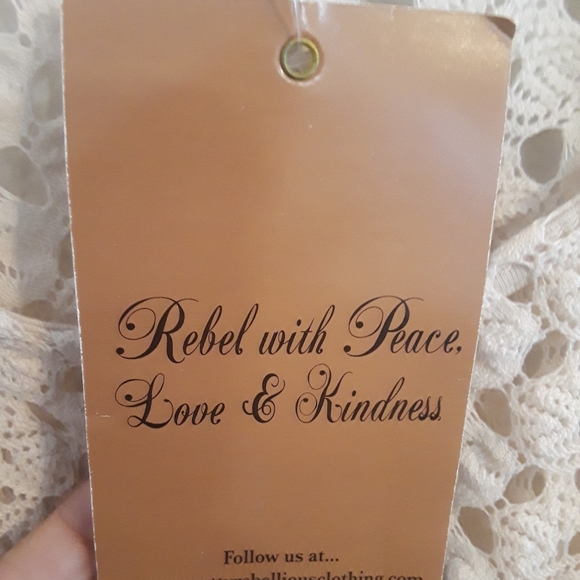 Rebel with Peace,
Love & Kindness
Follow us at...